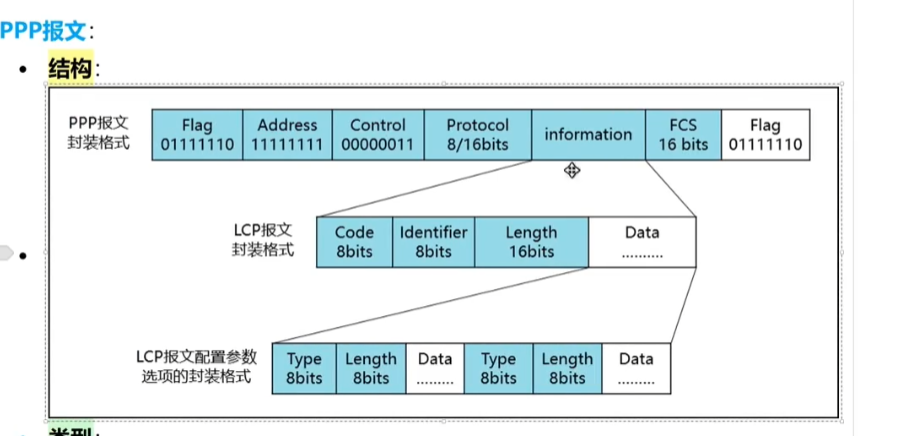 PPP报文:
• 结构:
PPP报文
封装格式
Flag Address Control Protocol information FCS Flag
01111110 11111111 00000011 8/16bits 16 bits 01111110
LCP报文
封装格式
Code Identifier Length Data
8bits 8bits 16bits ..........
LCP报文配置参数
选项的封装格式
Type Length Data Type Length Data
8bits 8bits ......... 8bits 8bits .........
类型: